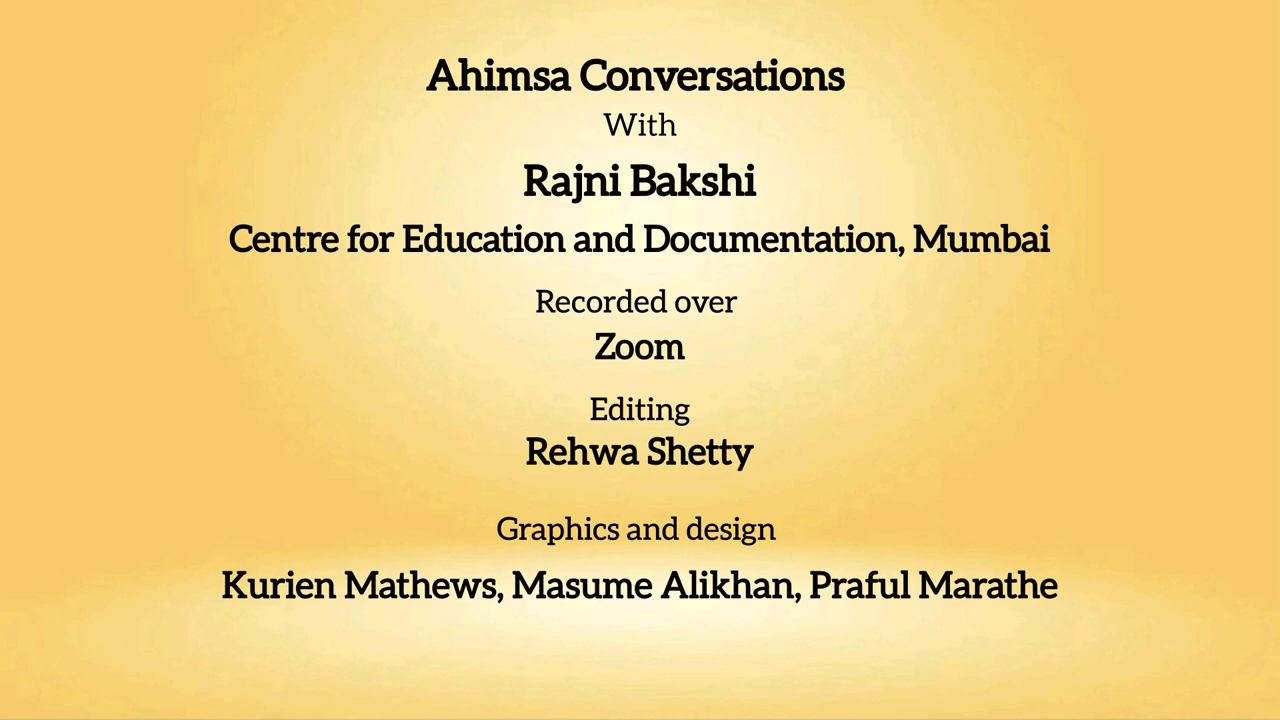 Ahimsa Conversations
With
Rajni Bakshi
Centre for Education and Documentation, Mumbai
Recorded over
Zoom
Editing
Rehwa Shetty
Graphics and design
Kurien Mathews, Masume Alikhan, Praful Marathe